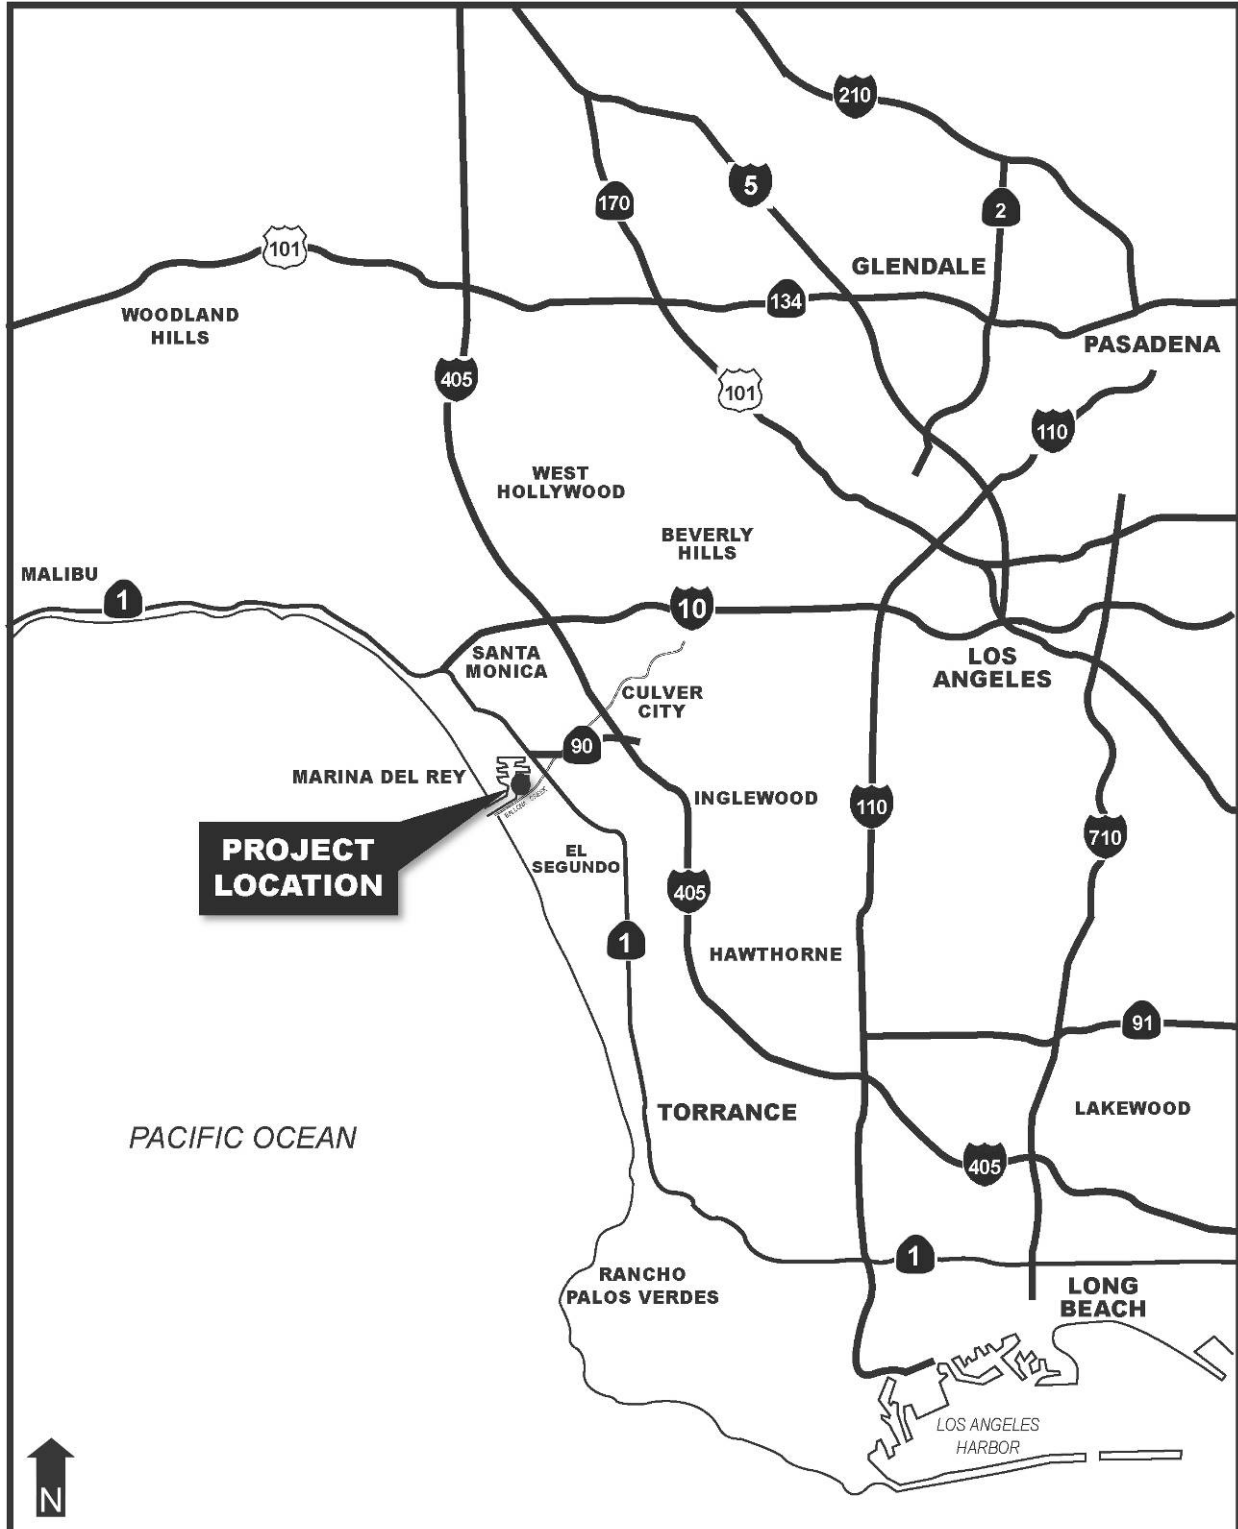 210
5
170
2
101
GLENDALE
134
WOODLAND
HILLS
PASADENA
405
101
110
WEST
HOLLYWOOD
BEVERLY
HILLS
MALIBU
1
10
SANTA
MONICA
LOS
ANGELES
CULVER
CITY
90
MARINA DEL REY
INGLEWOOD
110
BALLONA CREEK
710
PROJECT
LOCATION
EL
SEGUNDO
405
1
HAWTHORNE
91
TORRANCE
LAKEWOOD
PACIFIC OCEAN
405
1
RANCHO
PALOS VERDES
LONG
BEACH
LOS ANGELES
HARBOR
N